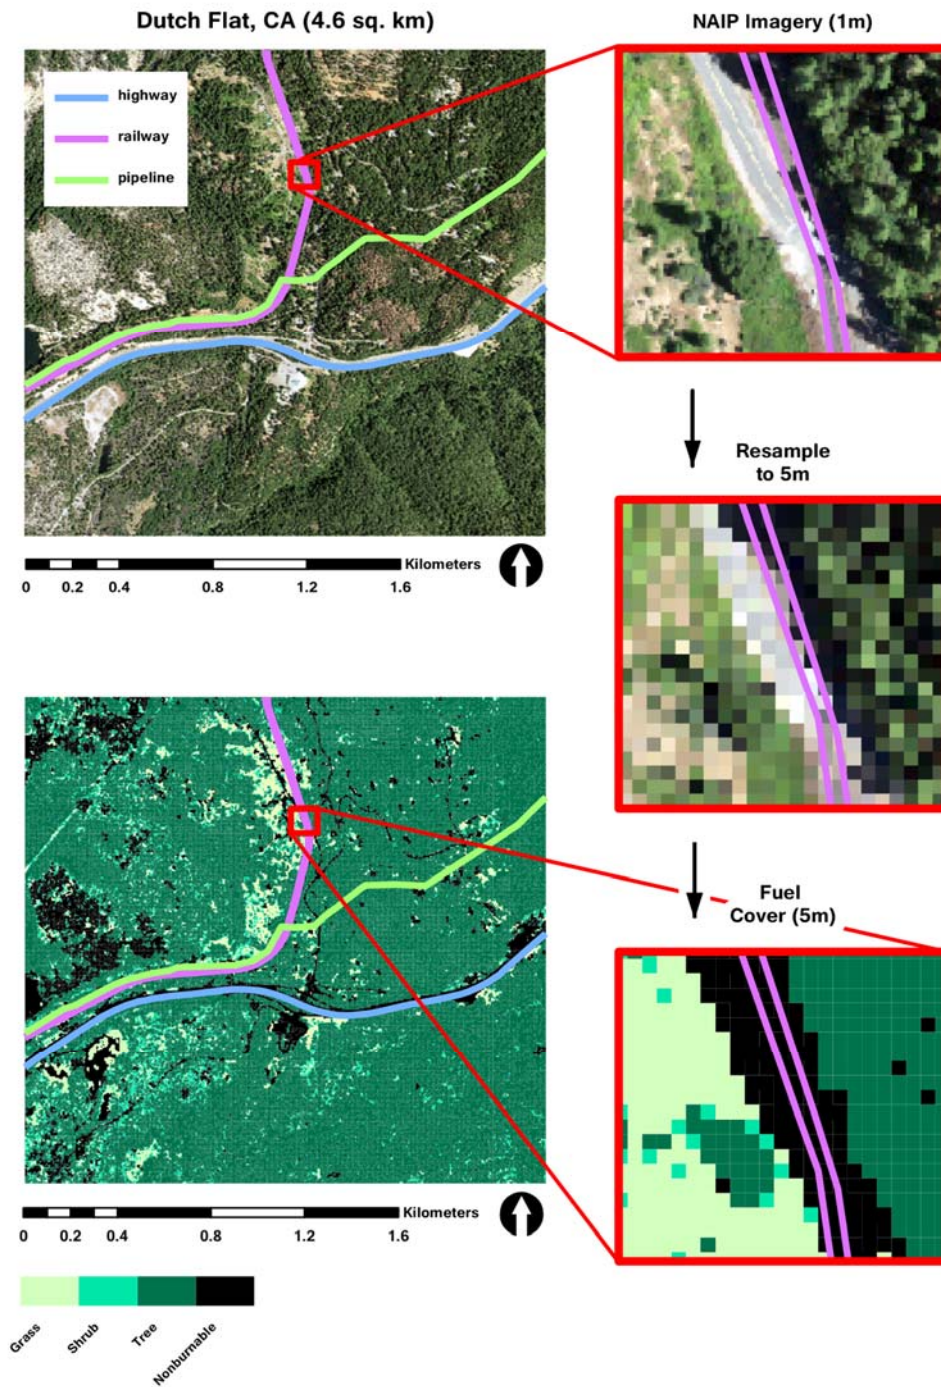 Dutch Flat, CA (4.6 sq. km)
NAIP Imagery (1m)
highway
railway
pipeline
Resample
to 5m
Kilometers
0 0.2 0.4 0.8 1.2 1.6
Fuel
Cover (5m)
Kilometers
0 0.2 0.4 0.8 1.2 1.6
Grass
Shrub
Tree
Nonburnable